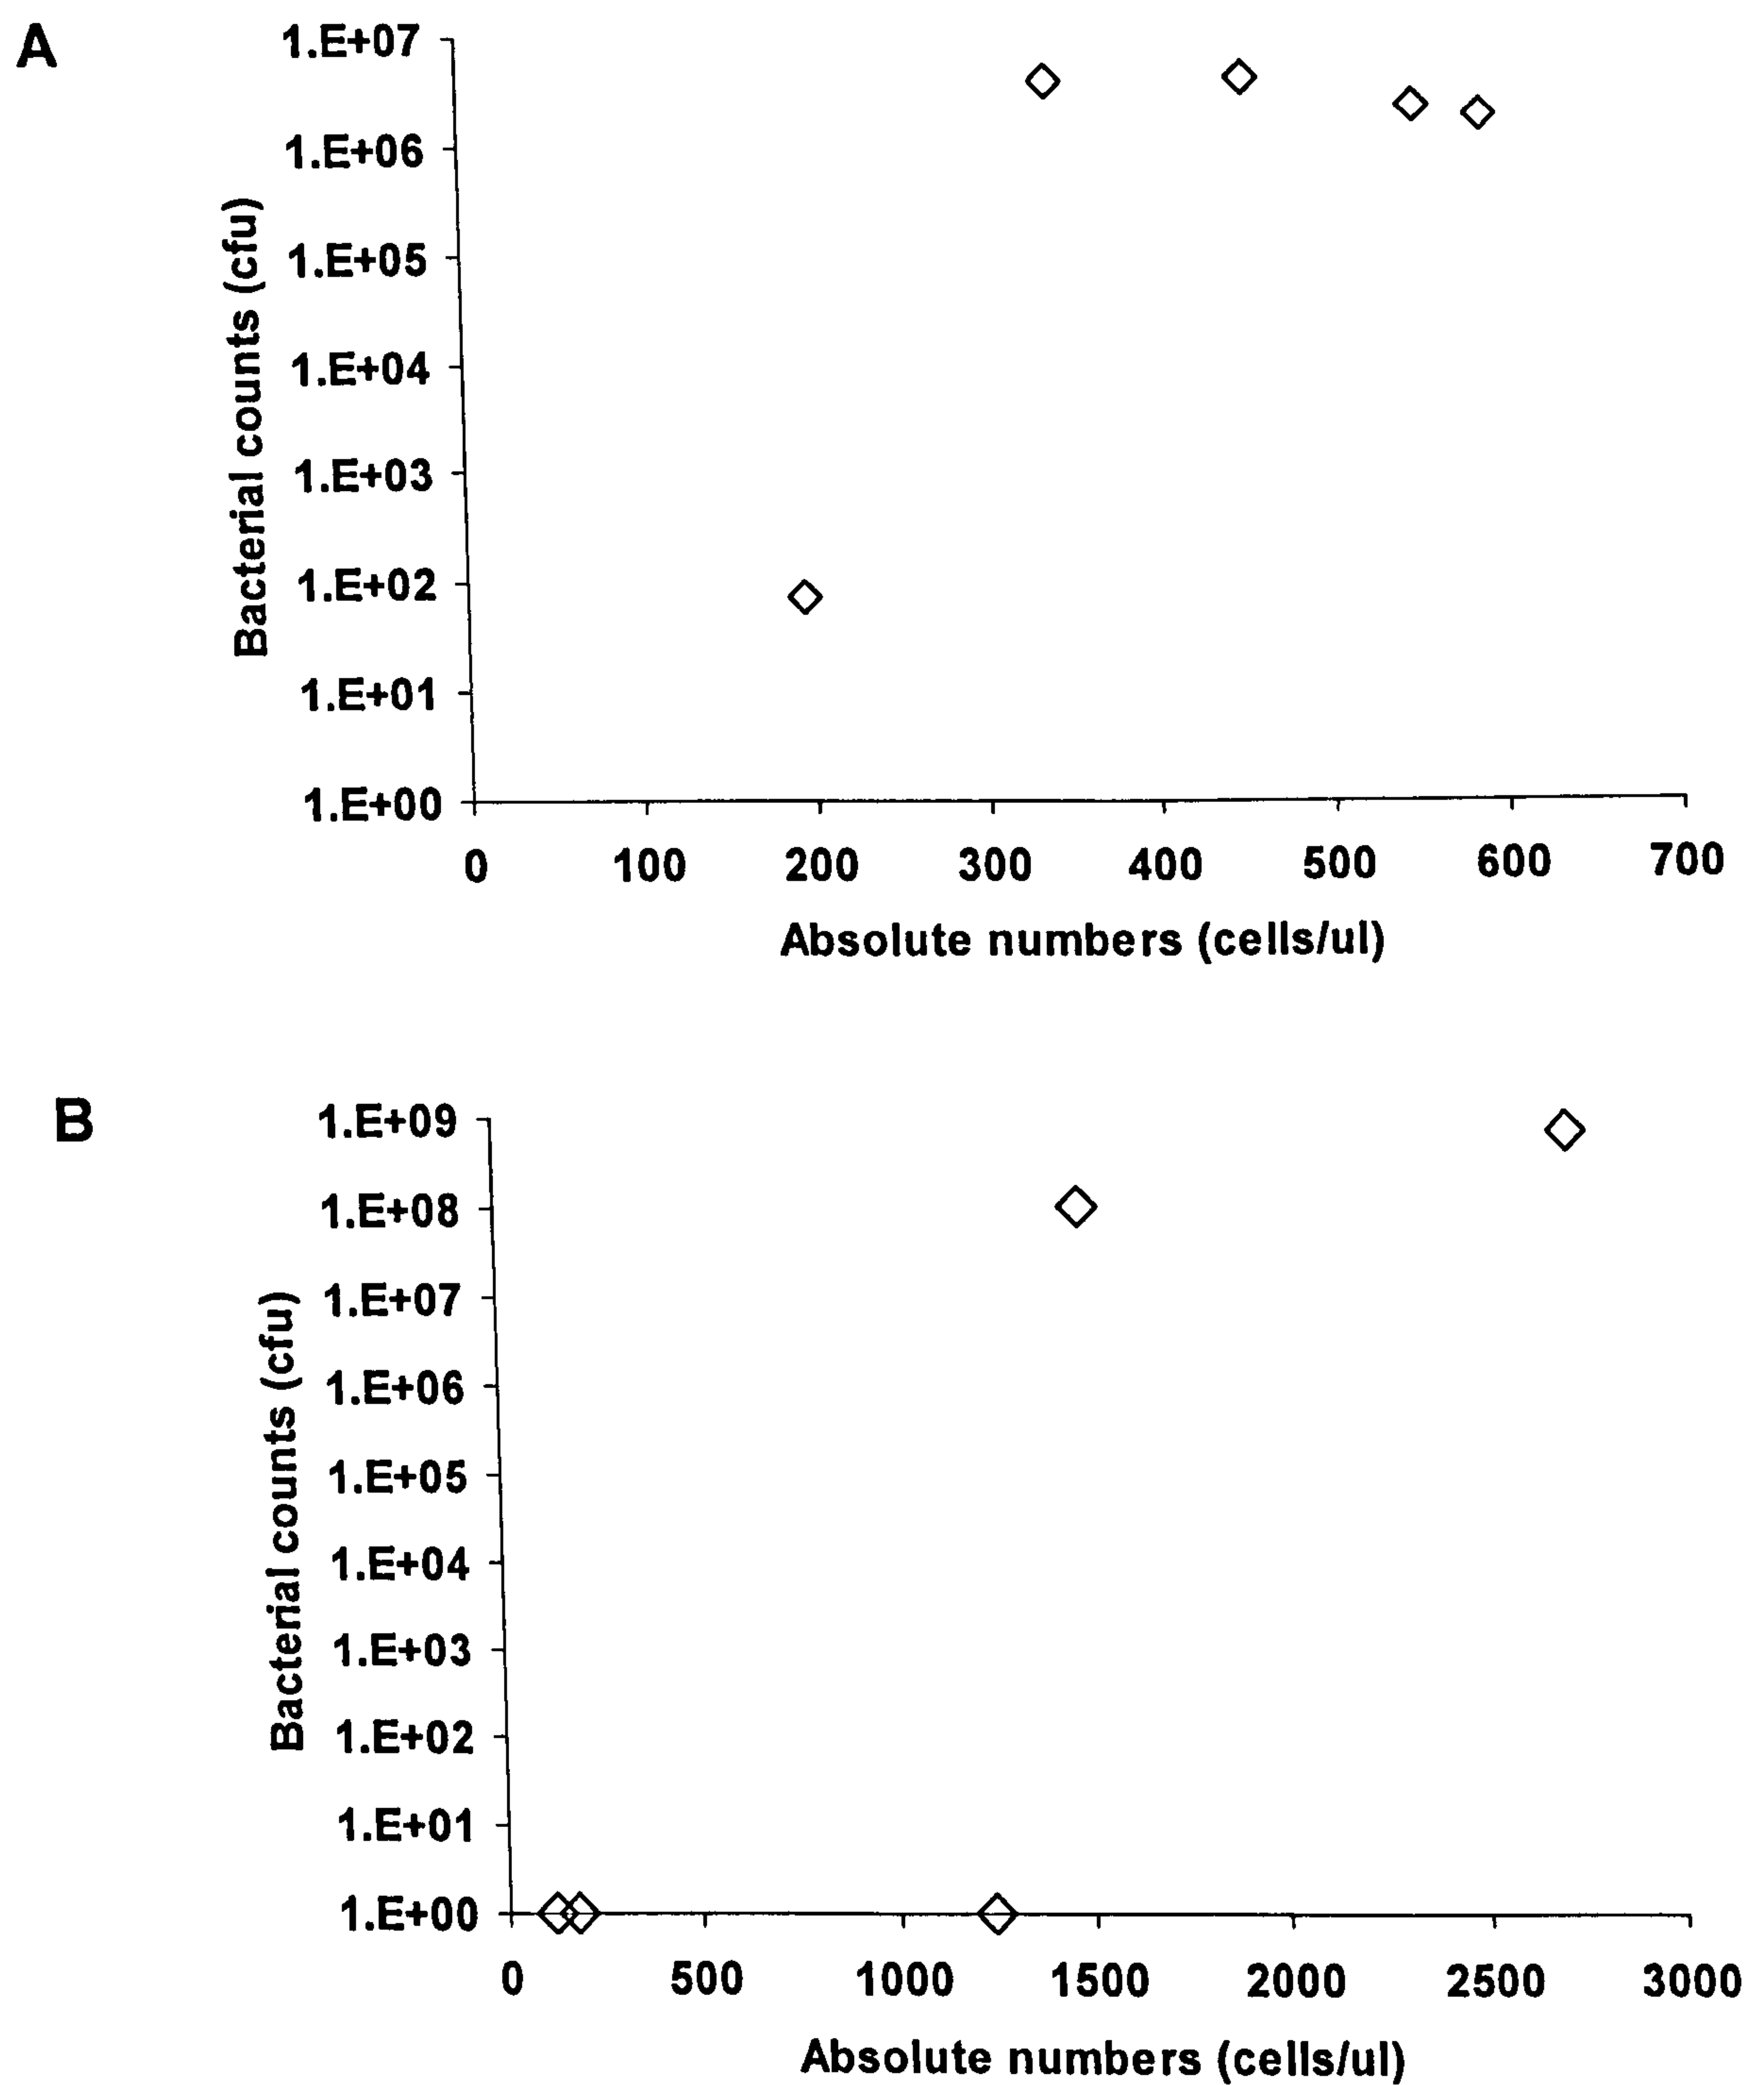 A
1.E+07
1.E+06
1.E+05
1.E+04
1.E+03
1.E+02
1.E+01
1.E+00
Bacterial counts (cfu)
0 100 200 300 400 500 600 700
Absolute numbers (cells/ul)
B
1.E+09
1.E+08
1.E+07
1.E+06
1.E+05
1.E+04
1.E+03
1.E+02
1.E+01
1.E+00
Bacterial counts (cfu)
0 500 1000 1500 2000 2500 3000
Absolute numbers (cells/ul)